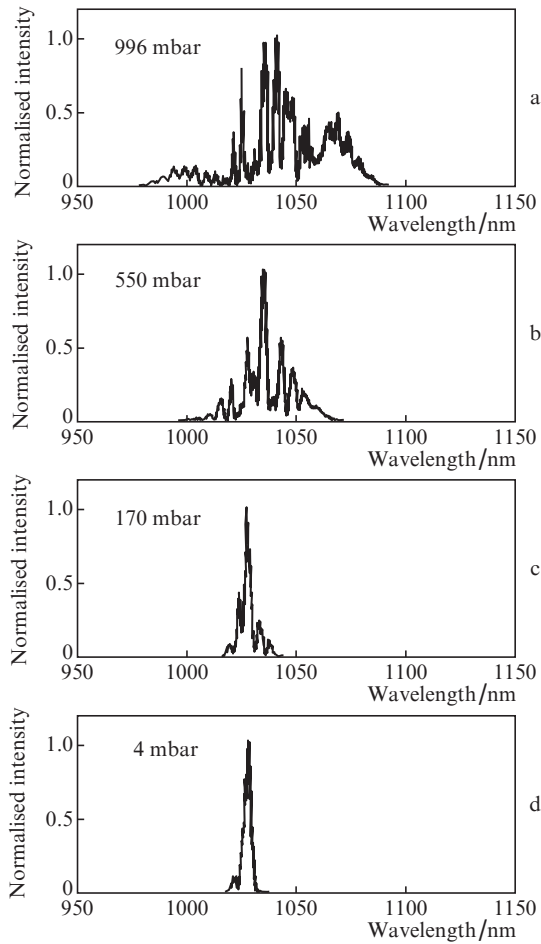 Normalised intensity
1.0
996 mbar
0.5
0
950 1000 1050 1100 1150
Wavelength/nm
a
Normalised intensity
1.0
550 mbar
0.5
0
950 1000 1050 1100 1150
Wavelength/nm
b
Normalised intensity
1.0
170 mbar
0.5
0
950 1000 1050 1100 1150
Wavelength/nm
c
Normalised intensity
1.0
4 mbar
0.5
0
950 1000 1050 1100 1150
Wavelength/nm
d